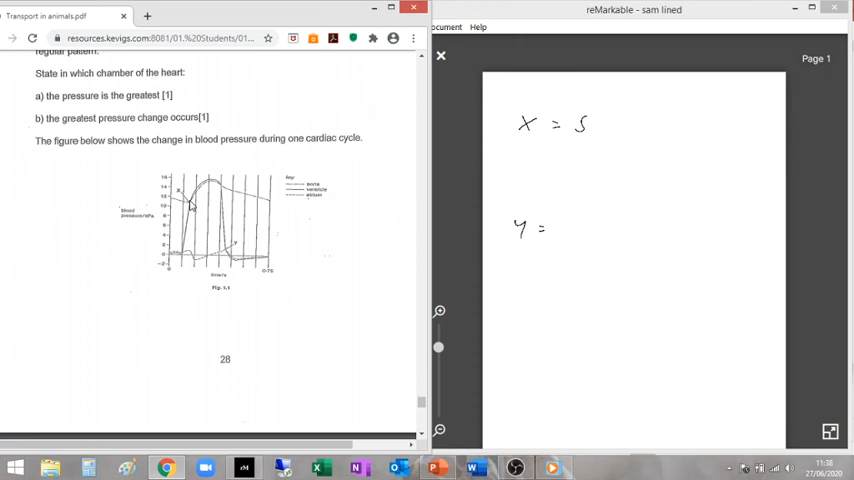 Transport in animals.pdf
reMarkable - sam lined
resources.kevigs.com:8081/01.%20Students/01...
ocument Help
Page 1
regular pattern.
State in which chamber of the heart:
a) the pressure is the greatest [1]
b) the greatest pressure change occurs[1]
The figure below shows the change in blood pressure during one cardiac cycle.
X = S
Y =
Key
aorta
ventricle
atrium
Blood
pressure/kPa
16
14
12
10
8
6
4
2
0
-2
X
Y
0
0.75
time/s
Fig. 1.1
28
11:38
27/06/2020